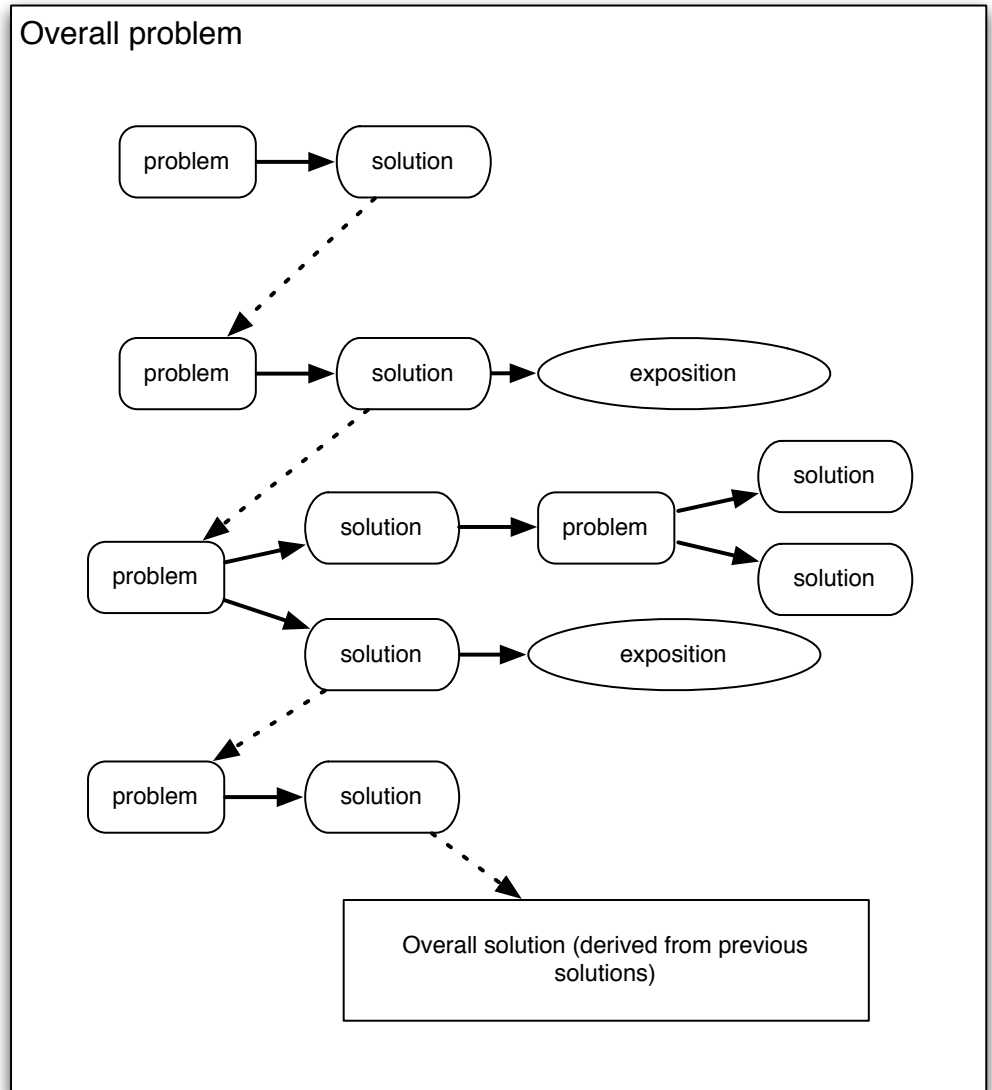 Overall problem
problem
solution
problem
solution
exposition
solution
solution
problem
problem
solution
solution
exposition
problem
solution
Overall solution (derived from previous
solutions)